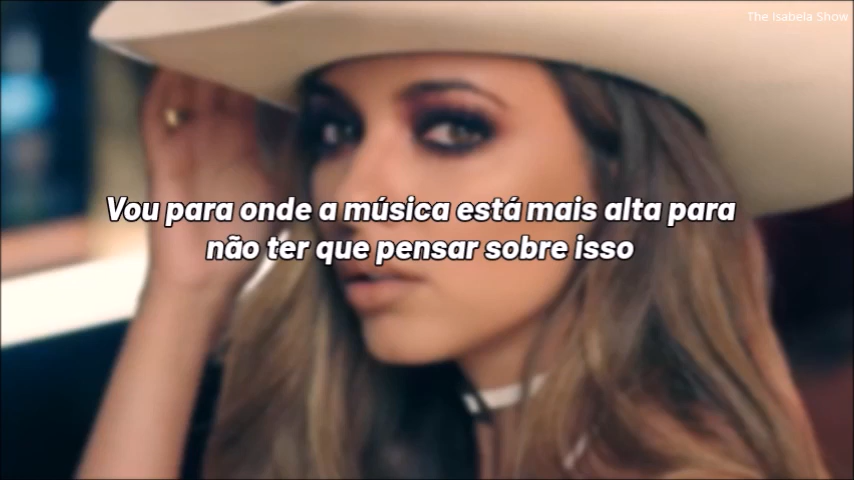 The Isabela Show
Vou para onde a música está mais alta para
não ter que pensar sobre isso